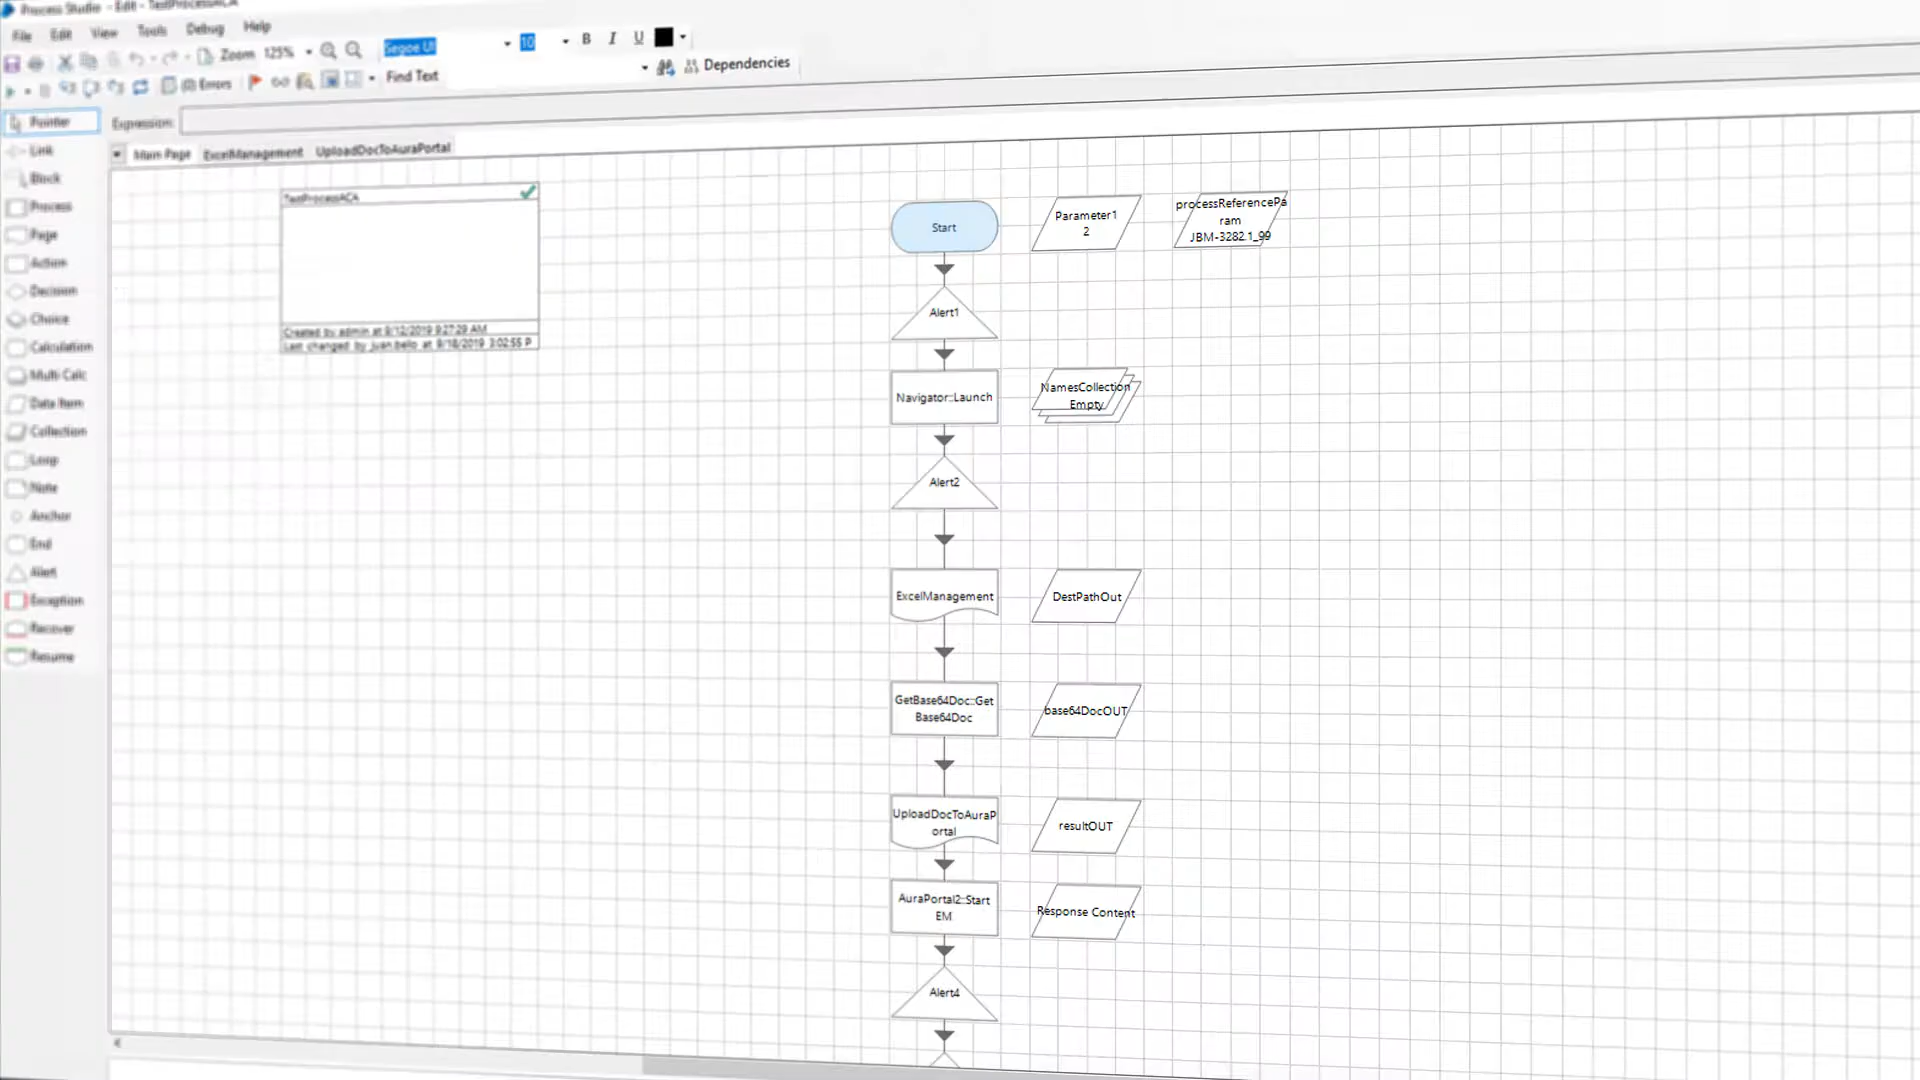 Process Studio - Edit - TestProcessACA
File Edit View Tools Debug Help
Zoom 125% Segoe UI 10 B I U
Errors Find Text Dependencies
Pointer
Link
Block
Process
Page
Action
Decision
Choice
Calculation
Multi Calc
Data Item
Collection
Loop
Note
Anchor
End
Alert
Exception
Recover
Resume
Expression:
Main Page ExcelManagement UploadDocToAuraPortal
TestProcessACA
Created by admin at 9/12/2019 9:27:29 AM
Last changed by juan.bello at 9/18/2019 3:02:55 P
Start
Parameter1
2
processReferencePa
ram
JBM-3282.1_99
Alert1
Navigator::Launch
NamesCollection
Empty
Alert2
ExcelManagement
DestPathOut
GetBase64Doc::Get
Base64Doc
base64DocOUT
UploadDocToAuraP
ortal
resultOUT
AuraPortal2::Start
EM
Response Content
Alert4